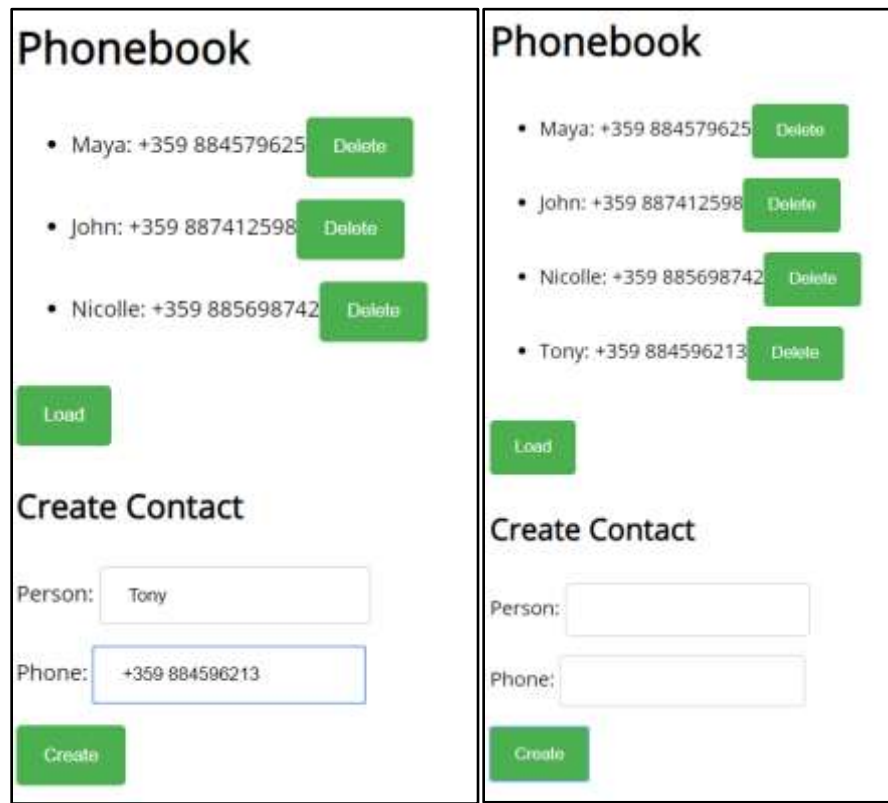 Phonebook
• Maya: +359 884579625 Delete
• John: +359 887412598 Delete
• Nicolle: +359 885698742 Delete
Load
Create Contact
Person: Tony
Phone: +359 884596213
Create
Phonebook
• Maya: +359 884579625 Delete
• John: +359 887412598 Delete
• Nicolle: +359 885698742 Delete
• Tony: +359 884596213 Delete
Load
Create Contact
Person:
Phone:
Create